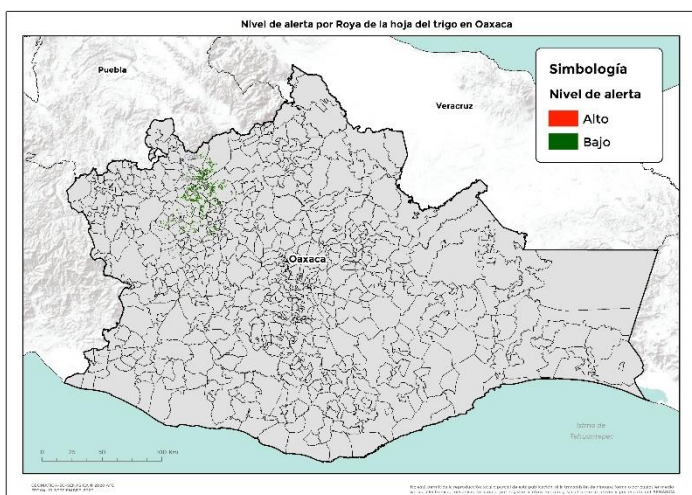 Nivel de alerta por Roya de la hoja del trigo en Oaxaca
Puebla
Veracruz
Simbología
Nivel de alerta
Alto
Bajo
Oaxaca
Istmo de
Tehuantepec
0 25 50 100 Km